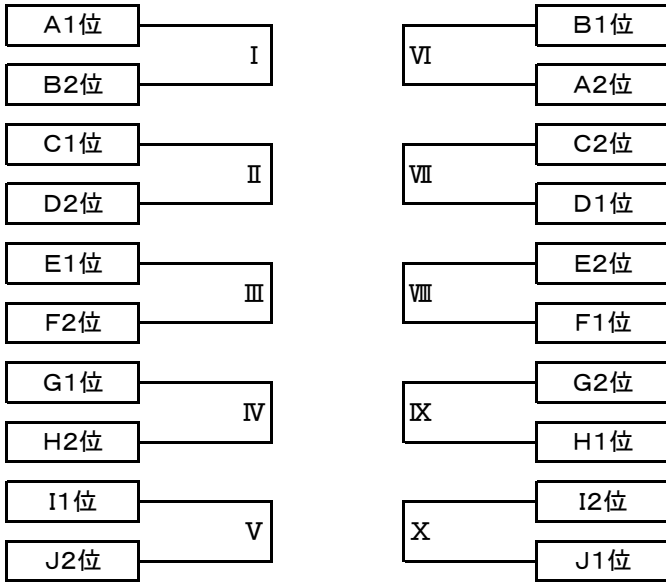 A1位
B2位
I
C1位
D2位
Ⅱ
E1位
F2位
Ⅲ
G1位
H2位
Ⅳ
I1位
J2位
V
B1位
A2位
Ⅵ
C2位
D1位
Ⅶ
E2位
F1位
Ⅷ
G2位
H1位
Ⅸ
I2位
J1位
X